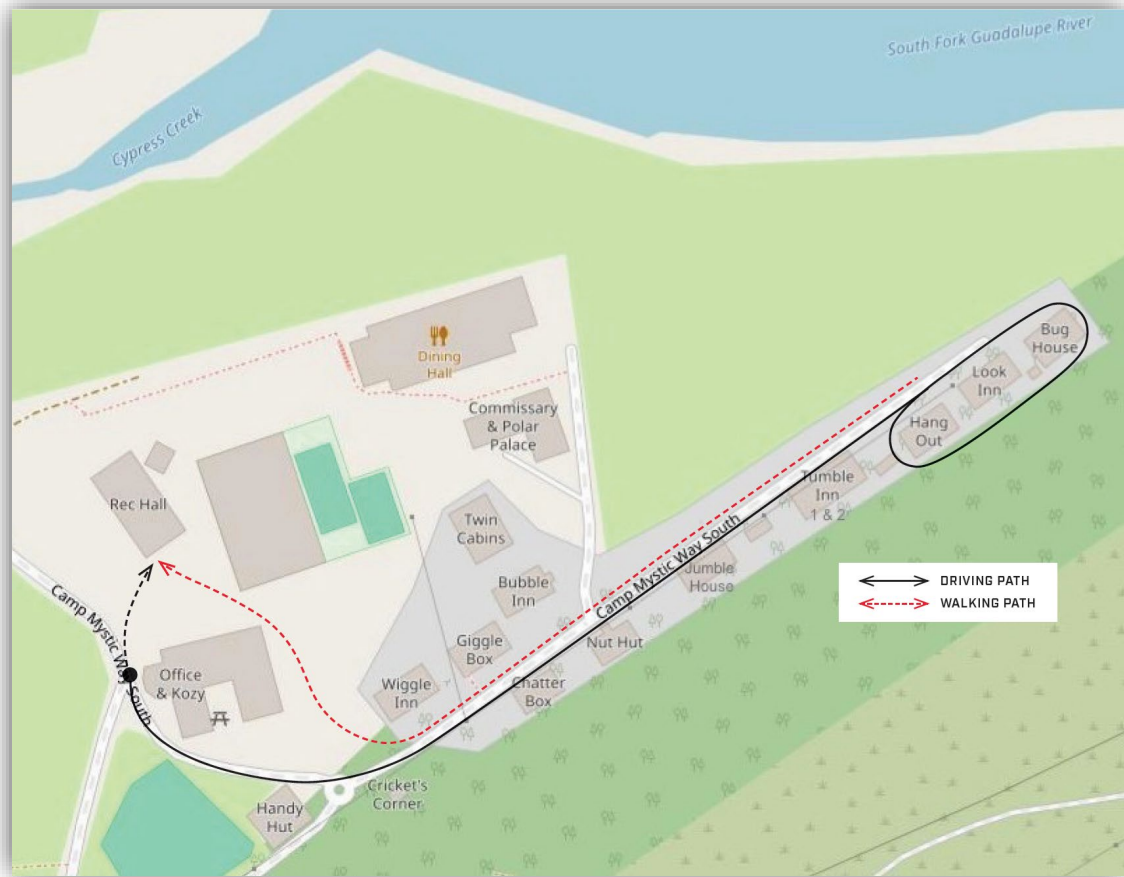 South Fork Guadalupe River
Cypress Creek
Dining
Hall
Commissary
& Polar
Palace
Bug
House
Look
Inn
Hang
Out
Rec Hall
Tumble
Inn
1 & 2
Twin
Cabins
Camp Mystic Way South
Jumble
House
Bubble
Inn
DRIVING PATH
WALKING PATH
Camp Mystic Way South
Giggle
Box
Nut Hut
Office
& Kozy
Wiggle
Inn
Chatter
Box
Cricket's
Corner
Handy
Hut